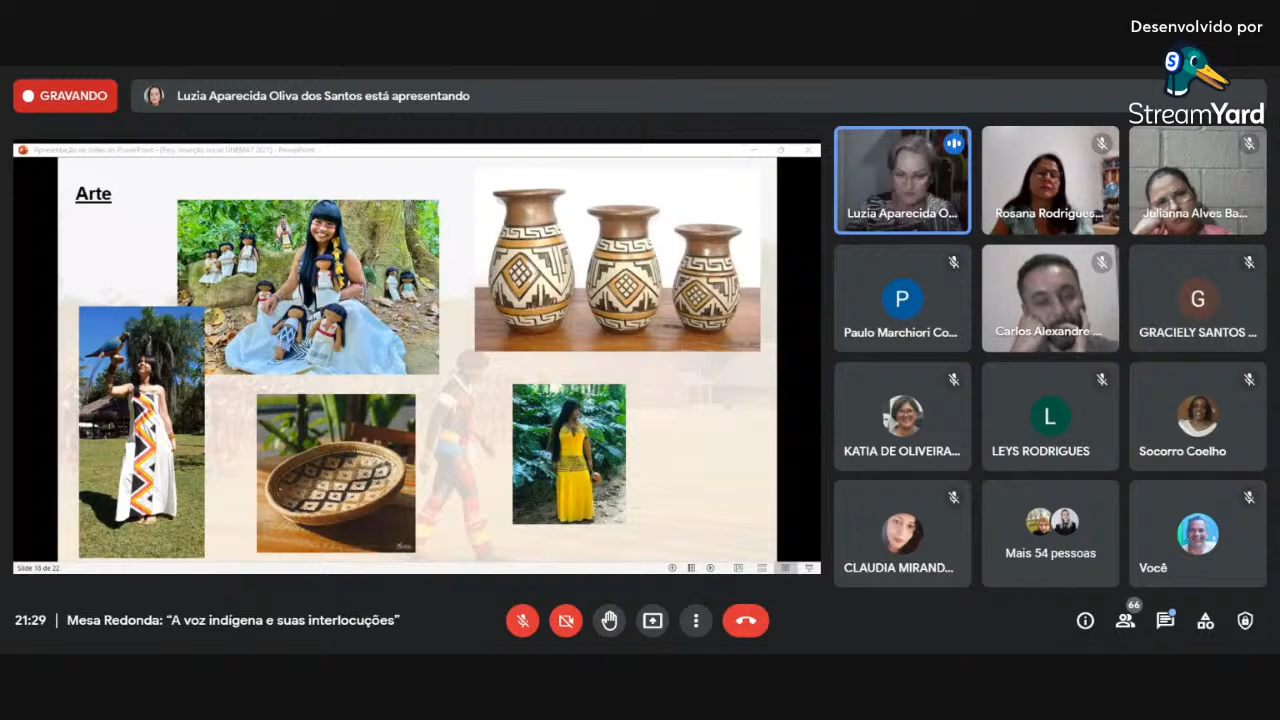 Desenvolvido por
StreamYard
GRAVANDO
Luzia Aparecida Oliva dos Santos está apresentando
Arte
Slide 16 de 22
Luzia Aparecida O...
Rosana Rodrigues...
Julianna Alves Ba...
P
Paulo Marchiori Co...
Carlos Alexandre ...
G
GRACIELY SANTOS ...
KATIA DE OLIVEIRA...
L
LEYS RODRIGUES
Socorro Coelho
CLAUDIA MIRAND...
Mais 54 pessoas
Você
21:29 | Mesa Redonda: “A voz indígena e suas interlocuções”
66